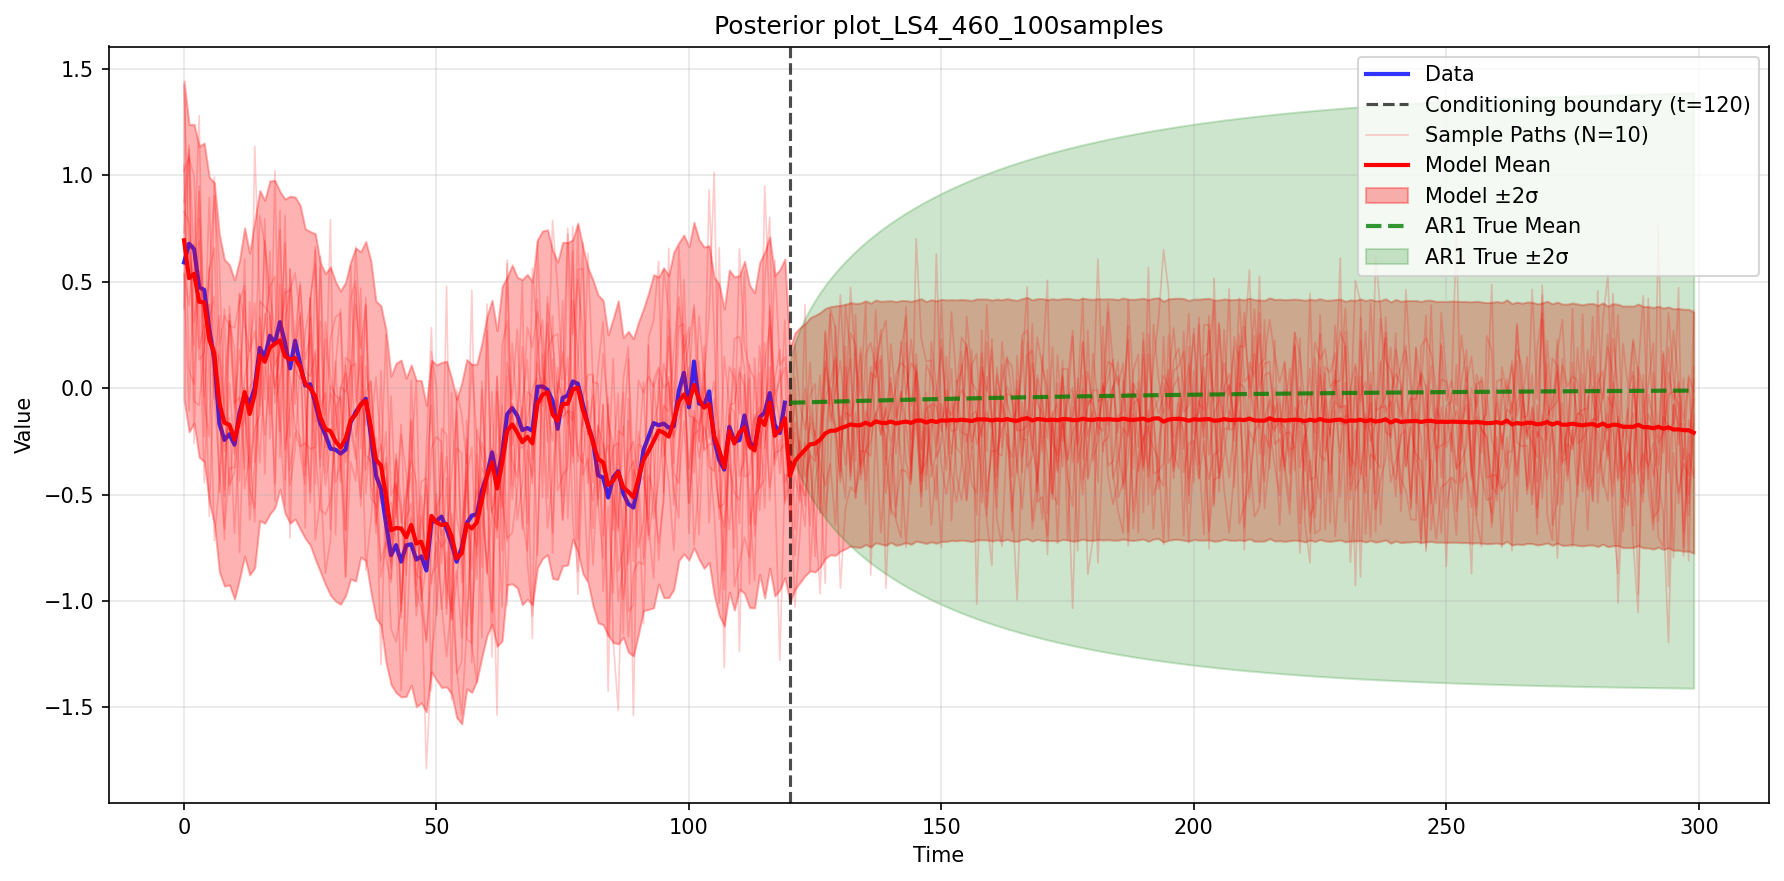 Posterior plot_LS4_460_100samples
1.5
1.0
0.5
0.0
−0.5
−1.0
−1.5
Value
0
50
100
150
200
250
300
Time
Data
Conditioning boundary (t=120)
Sample Paths (N=10)
Model Mean
Model ±2σ
AR1 True Mean
AR1 True ±2σ